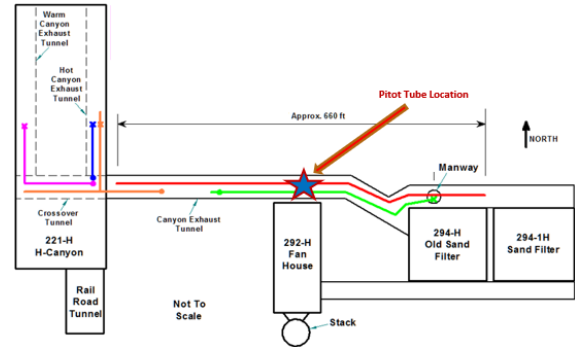 Warm
Canyon
Exhaust
Tunnel
Hot
Canyon
Exhaust
Tunnel
Pitot Tube Location
Approx. 660 ft
NORTH
Manway
Crossover
Tunnel
Canyon Exhaust
Tunnel
221-H
H-Canyon
292-H
Fan
House
294-H
Old Sand
Filter
294-1H
Sand Filter
Rail
Road
Tunnel
Not To
Scale
Stack